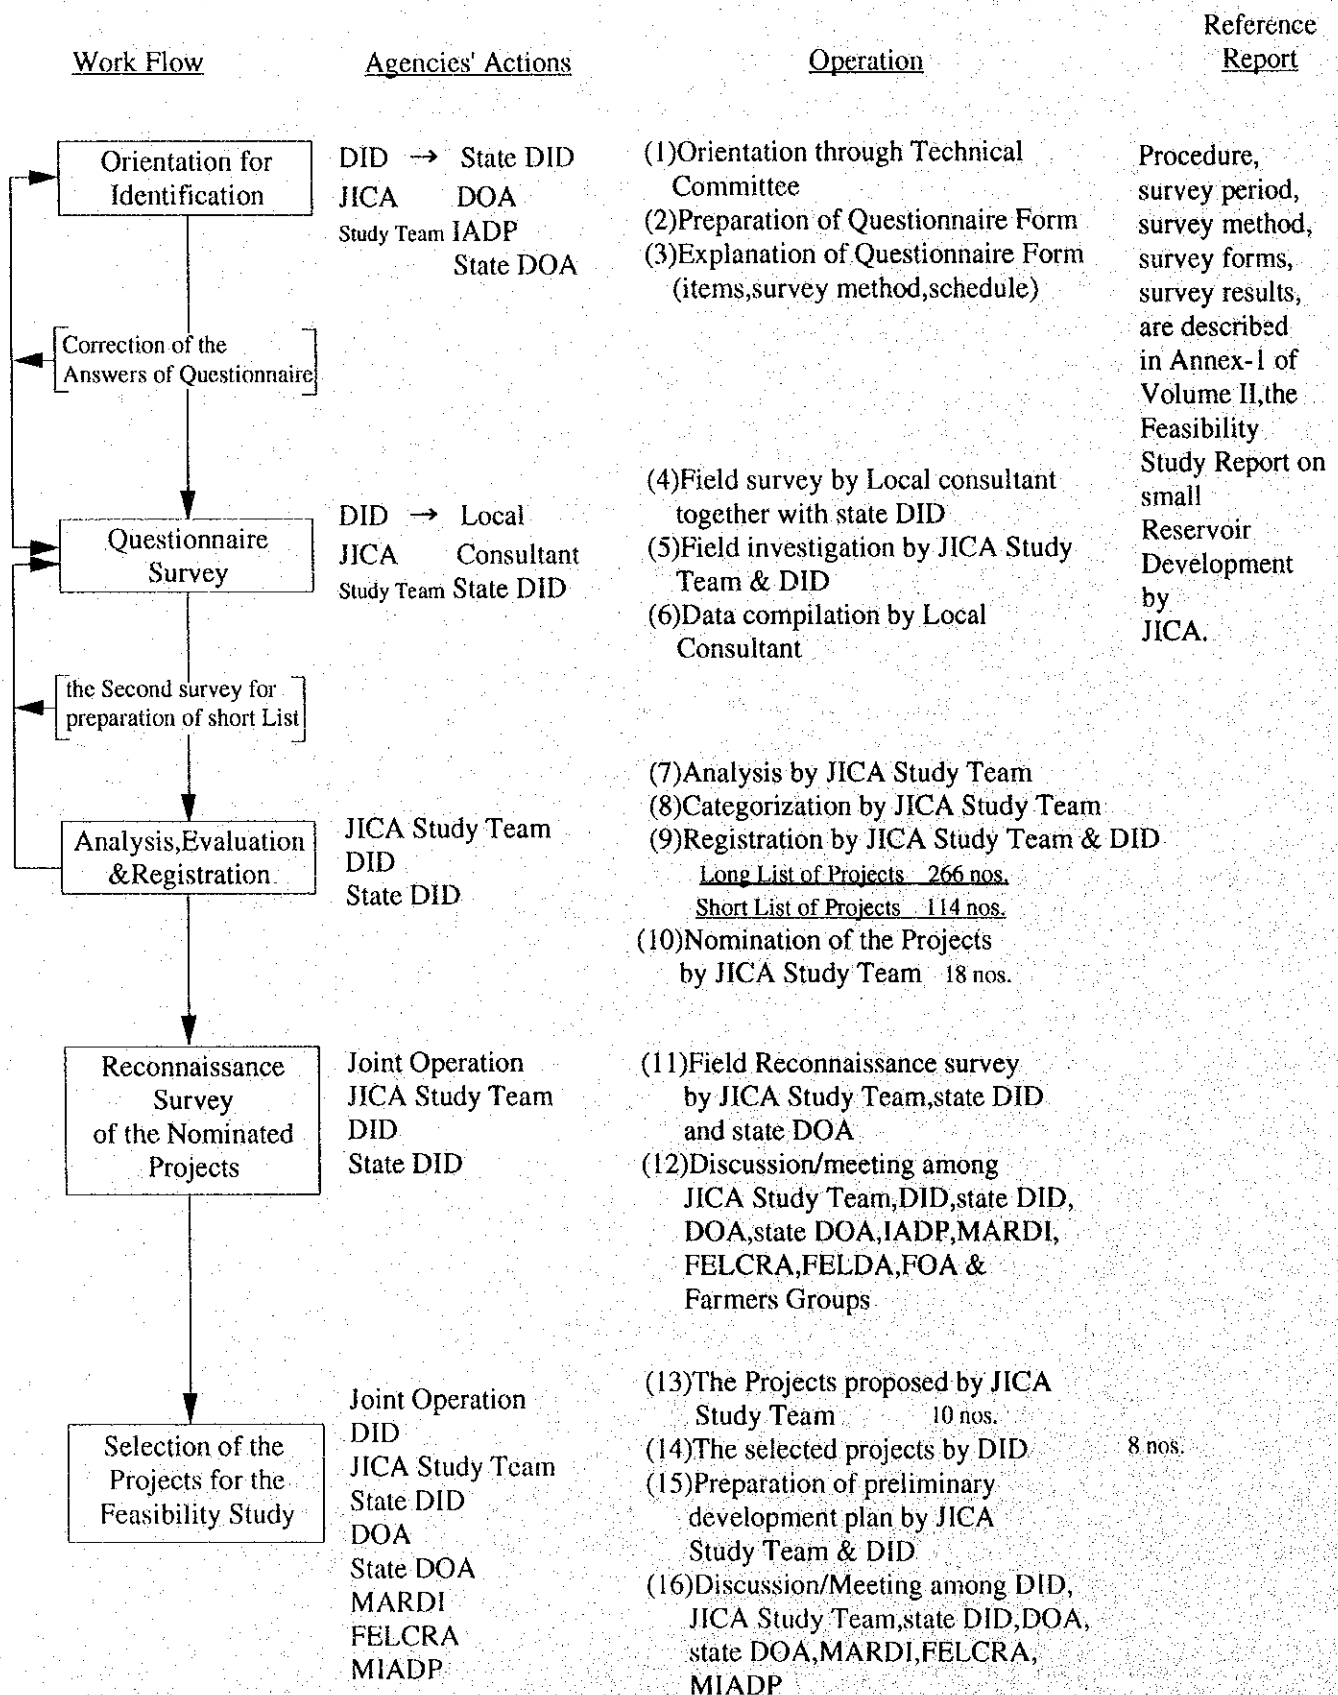 Work Flow
Agencies' Actions
Operation
Reference
Report
Orientation for
Identification
DID → State DID
JICA DOA
Study Team IADP
State DOA
(1)Orientation through Technical
Committee
(2)Preparation of Questionnaire Form
(3)Explanation of Questionnaire Form
(items,survey method,schedule)
Procedure,
survey period,
survey method,
survey forms,
survey results,
are described
in Annex-1 of
Volume II,the
Feasibility
Study Report on
small
Reservoir
Development
by
JICA.
Correction of the
Answers of Questionnaire
Questionnaire
Survey
DID → Local
JICA Consultant
Study Team State DID
(4)Field survey by Local consultant
together with state DID
(5)Field investigation by JICA Study
Team & DID
(6)Data compilation by Local
Consultant
the Second survey for
preparation of short List
Analysis,Evaluation
&Registration
JICA Study Team
DID
State DID
(7)Analysis by JICA Study Team
(8)Categorization by JICA Study Team
(9)Registration by JICA Study Team & DID
Long List of Projects 266 nos.
Short List of Projects 114 nos.
(10)Nomination of the Projects
by JICA Study Team 18 nos.
Reconnaissance
Survey
of the Nominated
Projects
Joint Operation
JICA Study Team
DID
State DID
(11)Field Reconnaissance survey
by JICA Study Team,state DID
and state DOA
(12)Discussion/meeting among
JICA Study Team,DID,state DID,
DOA,state DOA,IADP,MARDI,
FELCRA,FELDA,FOA &
Farmers Groups
Selection of the
Projects for the
Feasibility Study
Joint Operation
DID
JICA Study Team
State DID
DOA
State DOA
MARDI
FELCRA
MIADP
(13)The Projects proposed by JICA
Study Team 10 nos.
(14)The selected projects by DID 8 nos.
(15)Preparation of preliminary
development plan by JICA
Study Team & DID
(16)Discussion/Meeting among DID,
JICA Study Team,state DID,DOA,
state DOA,MARDI,FELCRA,
MIADP